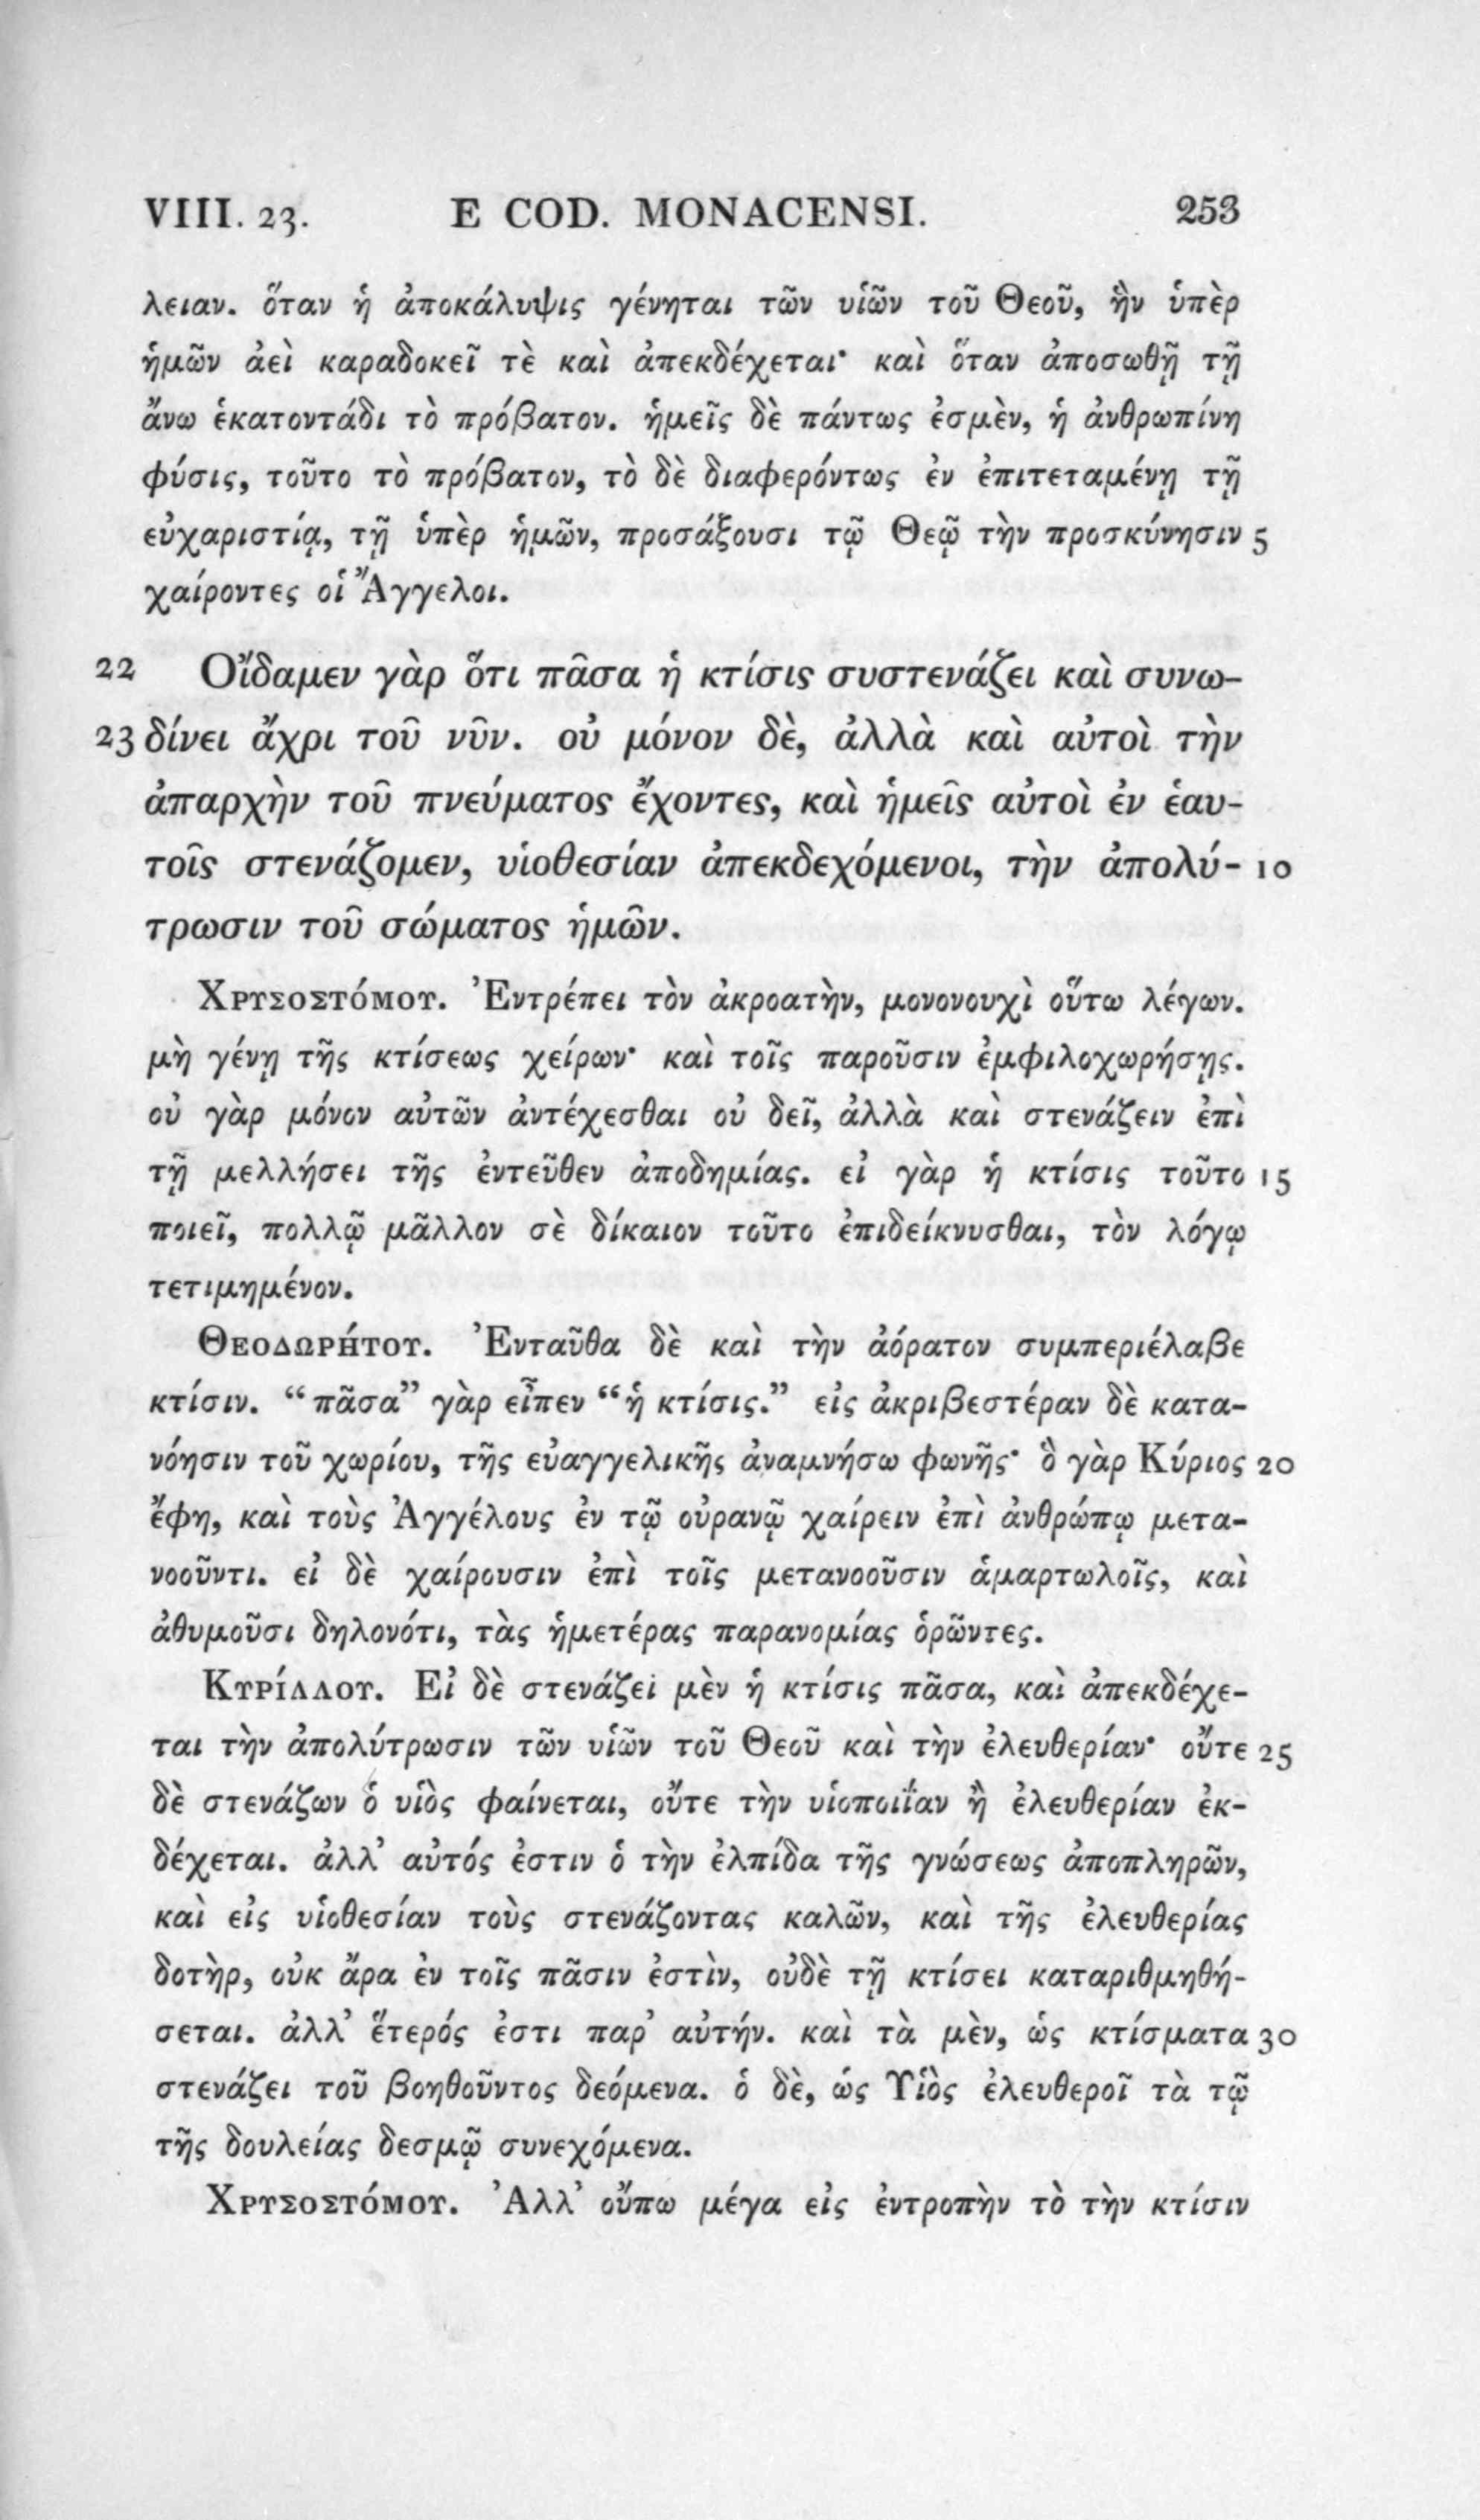 VIII. 23. E COD. MONACENSI. 253
λειαν. ὅταν ἡ ἀποκάλυψις γένηται τῶν υἱῶν τοῦ Θεοῦ, ἣν ὑπὲρ
ἡμῶν ἀεὶ καραδοκεῖ τὲ καὶ ἀπεκδέχεται· καὶ ὅταν ἀποσωθῇ τῇ
ἄνω ἑκατοντάδι τὸ πρόβατον. ἡμεῖς δὲ πάντως ἐσμὲν, ἡ ἀνθρωπίνη
φύσις, τοῦτο τὸ πρόβατον, τὸ δὲ διαφερόντως ἐν ἐπιτεταμένῃ τῇ
εὐχαριστίᾳ, τῇ ὑπὲρ ἡμῶν, προσάξουσι τῷ Θεῷ τὴν προσκύνησιν 5
χαίροντες οἱ Ἄγγελοι.
22 Οἴδαμεν γὰρ ὅτι πᾶσα ἡ κτίσις συστενάζει καὶ συνω-
23 δίνει ἄχρι τοῦ νῦν. οὐ μόνον δὲ, ἀλλὰ καὶ αὐτοὶ τὴν
ἀπαρχὴν τοῦ πνεύματος ἔχοντες, καὶ ἡμεῖς αὐτοὶ ἐν ἑαυ-
τοῖς στενάζομεν, υἱοθεσίαν ἀπεκδεχόμενοι, τὴν ἀπολύ- 10
τρωσιν τοῦ σώματος ἡμῶν.
Χρυσοστόμου. Ἐντρέπει τὸν ἀκροατὴν, μονονουχὶ οὕτω λέγων.
μὴ γένῃ τῆς κτίσεως χείρων· καὶ τοῖς παροῦσιν ἐμφιλοχωρήσῃς.
οὐ γὰρ μόνον αὐτῶν ἀντέχεσθαι οὐ δεῖ, ἀλλὰ καὶ στενάζειν ἐπὶ
τῇ μελλήσει τῆς ἐντεῦθεν ἀποδημίας. εἰ γὰρ ἡ κτίσις τοῦτο 15
ποιεῖ, πολλῷ μᾶλλον σὲ δίκαιον τοῦτο ἐπιδείκνυσθαι, τὸν λόγῳ
τετιμημένον.
Θεοδωρήτου. Ἐνταῦθα δὲ καὶ τὴν ἀόρατον συμπεριέλαβε
κτίσιν. “πᾶσα” γὰρ εἶπεν “ἡ κτίσις.” εἰς ἀκριβεστέραν δὲ κατα-
νόησιν τοῦ χωρίου, τῆς εὐαγγελικῆς ἀναμνήσω φωνῆς· ὃ γὰρ Κύριος 20
ἔφη, καὶ τοὺς Ἀγγέλους ἐν τῷ οὐρανῷ χαίρειν ἐπὶ ἀνθρώπῳ μετα-
νοοῦντι. εἰ δὲ χαίρουσιν ἐπὶ τοῖς μετανοοῦσιν ἁμαρτωλοῖς, καὶ
ἀθυμοῦσι δηλονότι, τὰς ἡμετέρας παρανομίας ὁρῶντες.
Κυρίλλου. Εἰ δὲ στενάζει μὲν ἡ κτίσις πᾶσα, καὶ ἀπεκδέχε-
ται τὴν ἀπολύτρωσιν τῶν υἱῶν τοῦ Θεοῦ καὶ τὴν ἐλευθερίαν· οὔτε 25
δὲ στενάζων ὁ υἱὸς φαίνεται, οὔτε τὴν υἱοποιΐαν ἢ ἐλευθερίαν ἐκ-
δέχεται. ἀλλ’ αὐτός ἐστιν ὁ τὴν ἐλπίδα τῆς γνώσεως ἀποπληρῶν,
καὶ εἰς υἱοθεσίαν τοὺς στενάζοντας καλῶν, καὶ τῆς ἐλευθερίας
δοτὴρ, οὐκ ἄρα ἐν τοῖς πᾶσιν ἐστὶν, οὐδὲ τῇ κτίσει καταριθμηθή-
σεται. ἀλλ’ ἕτερός ἐστι παρ’ αὐτήν. καὶ τὰ μὲν, ὡς κτίσματα 30
στενάζει τοῦ βοηθοῦντος δεόμενα. ὁ δὲ, ὡς Υἱὸς ἐλευθεροῖ τὰ τῷ
τῆς δουλείας δεσμῷ συνεχόμενα.
Χρυσοστόμου. Ἀλλ’ οὔπω μέγα εἰς ἐντροπὴν τὸ τὴν κτίσιν